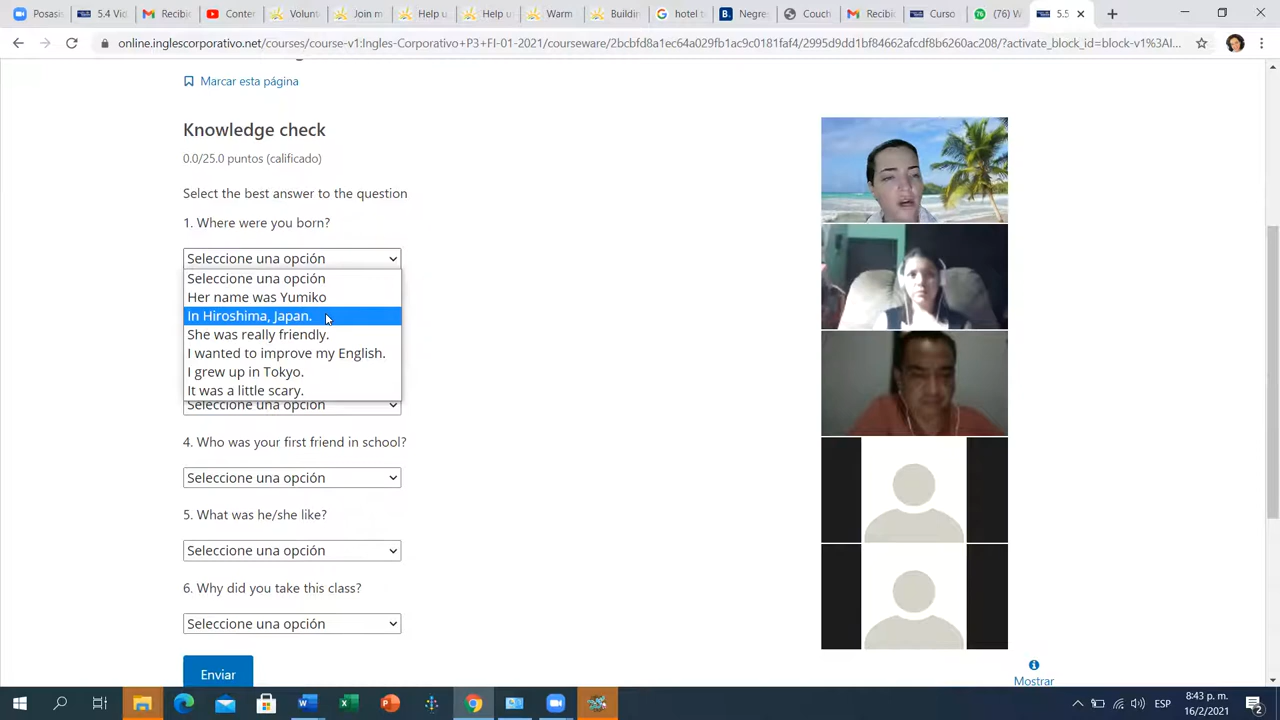 Posasis
5.4 Vi
Recibid
Conter
Volunt
Join m
Help u
Help
Warm
Buildin
hotel t
Negre
Couch
Recibid
Curso
(76) W
5.5
online.inglescorporativo.net/courses/course-v1:Ingles-Corporativo+P3+FI-01-2021/courseware/2bcbfd8a1ec64a029fb1ac9c0181faf4/2995d9dd1bf84662afcdf8b6260ac208/?activate_block_id=block-v1%3AI...
Marcar esta página
Knowledge check
0.0/25.0 puntos (calificado)
Select the best answer to the question
1. Where were you born?
Seleccione una opción
Seleccione una opción
Her name was Yumiko
In Hiroshima, Japan.
She was really friendly.
I wanted to improve my English.
I grew up in Tokyo.
It was a little scary.
Seleccione una opción
4. Who was your first friend in school?
Seleccione una opción
5. What was he/she like?
Seleccione una opción
6. Why did you take this class?
Seleccione una opción
Enviar
Mostrar
ESP
8:43 p. m.
16/2/2021
2